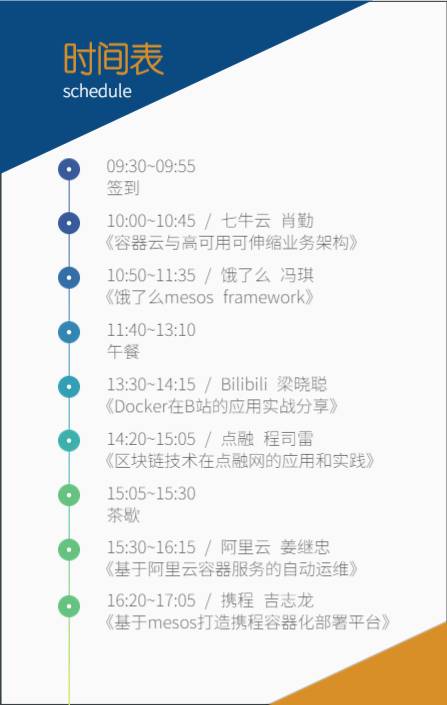 时间表
schedule
09:30~09:55
签到
10:00~10:45 / 七牛云 肖勤
《容器云与高可用可伸缩业务架构》
10:50~11:35 / 饿了么 冯琪
《饿了么mesos framework》
11:40~13:10
午餐
13:30~14:15 / Bilibili 梁晓聪
《Docker在B站的应用实战分享》
14:20~15:05 / 点融 程司雷
《区块链技术在点融网的应用和实践》
15:05~15:30
茶歇
15:30~16:15 / 阿里云 姜继忠
《基于阿里云容器服务的自动运维》
16:20~17:05 / 携程 吉志龙
《基于mesos打造携程容器化部署平台》